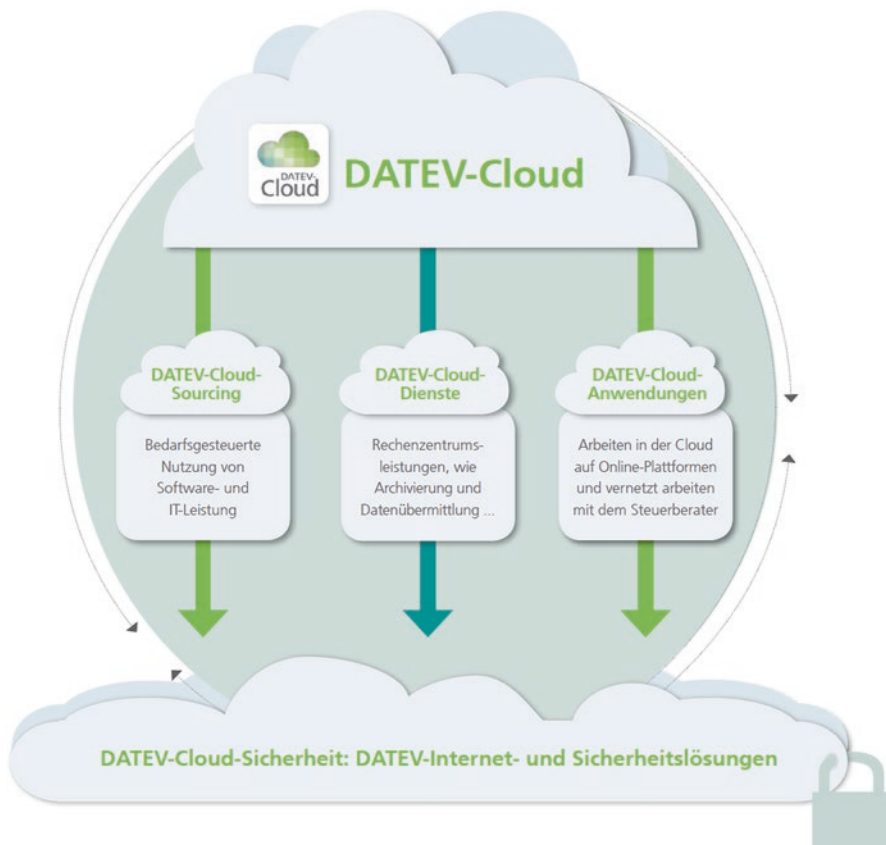 DATEV-
Cloud
DATEV-Cloud
DATEV-Cloud-
Sourcing
Bedarfsgesteuerte
Nutzung von
Software- und
IT-Leistung
DATEV-Cloud-
Dienste
Rechenzentrums-
leistungen, wie
Archivierung und
Datenübermittlung ...
DATEV-Cloud-
Anwendungen
Arbeiten in der Cloud
auf Online-Plattformen
und vernetzt arbeiten
mit dem Steuerberater
DATEV-Cloud-Sicherheit: DATEV-Internet- und Sicherheitslösungen